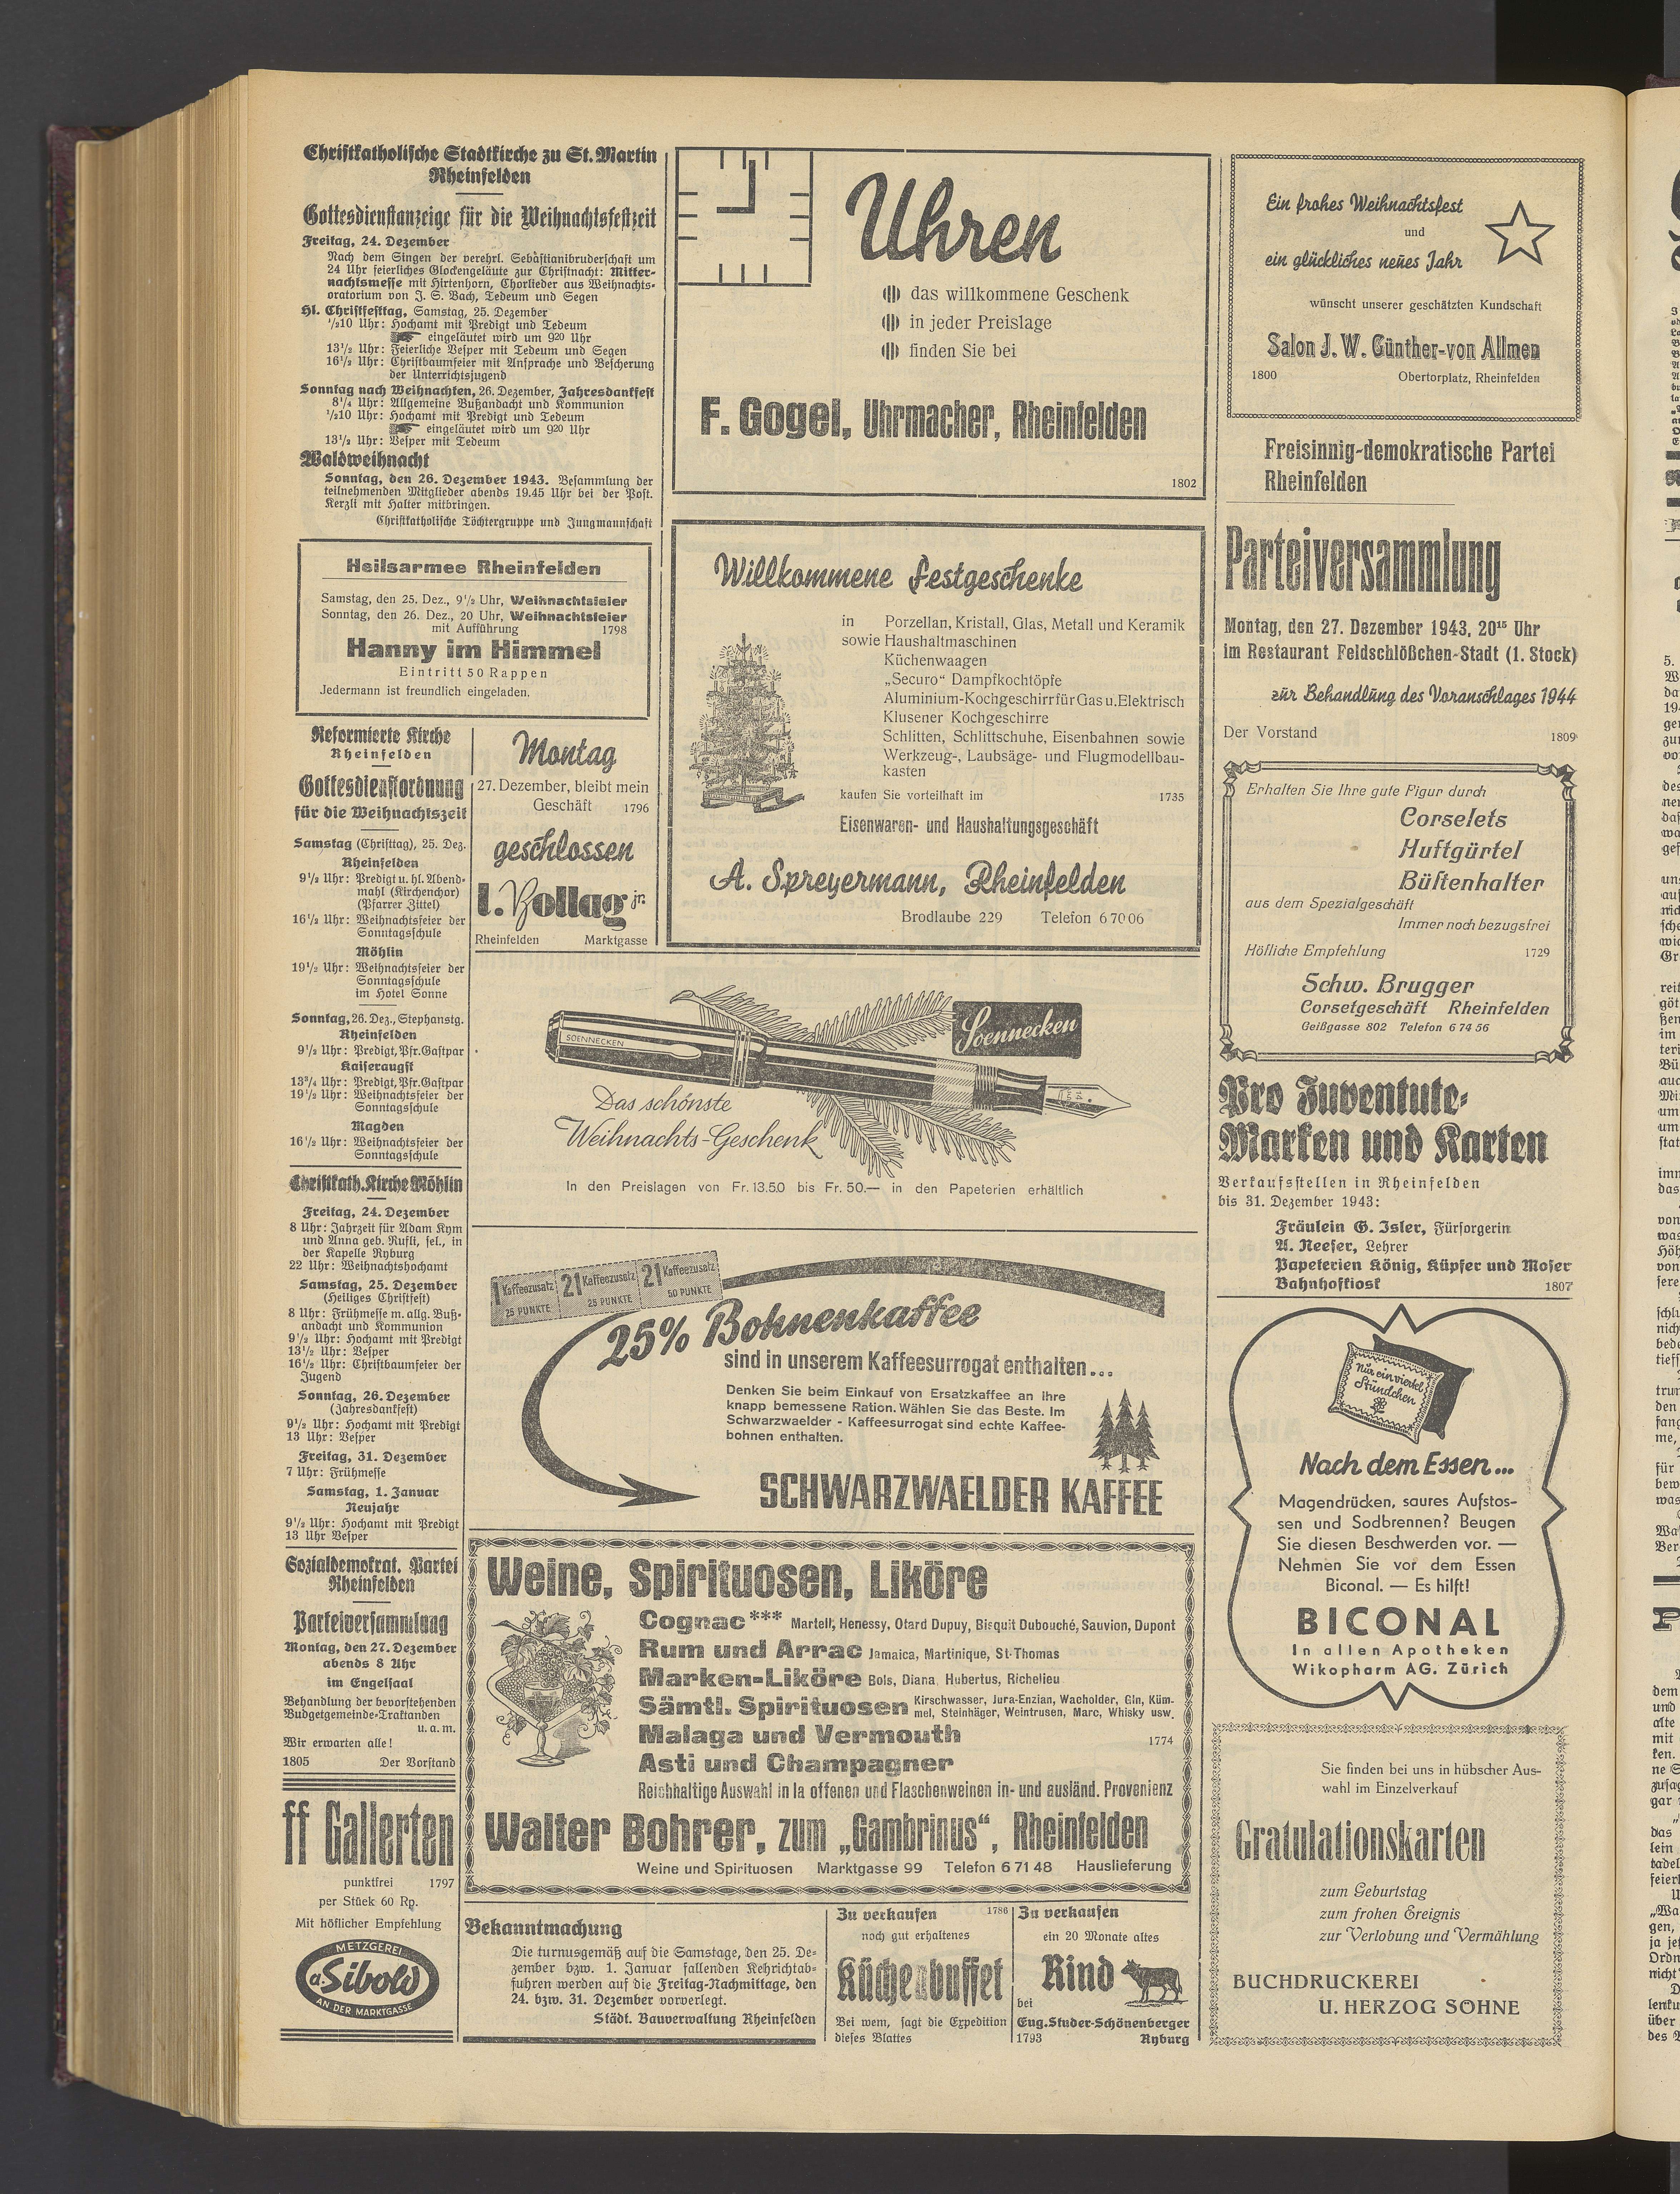 Christkatholische Stadtkirche zu St. Martin
Rheinfelden
Gottesdienstanzeige für die Weihnachtsfestzeit
Freitag, 24. Dezember
Nach dem Singen der verehrl. Sebastianibruderschaft um
24 Uhr feierliches Glockengeläute zur Christnacht: Mitter-
nachtsmesse mit Hirtenhorn, Chorlieder aus Weihnachts-
oratorium von J. S. Bach, Tedeum und Segen
Hl. Christfesttag, Samstag, 25. Dezember
½10 Uhr: Hochamt mit Predigt und Tedeum
eingeläutet wird um 9²⁰ Uhr
13½ Uhr: Feierliche Vesper mit Tedeum und Segen
16½ Uhr: Christbaumfeier mit Ansprache und Bescherung
der Unterrichtsjugend
Sonntag nach Weihnachten, 26. Dezember, Jahresdankfest
8¼ Uhr: Allgemeine Bußandacht und Kommunion
½10 Uhr: Hochamt mit Predigt und Tedeum
eingeläutet wird um 9²⁰ Uhr
13½ Uhr: Vesper mit Tedeum
Waldweihnacht
Sonntag, den 26. Dezember 1943. Besammlung der
teilnehmenden Mitglieder abends 19.45 Uhr bei der Post.
Kerzli mit Halter mitbringen.
Christkatholische Töchtergruppe und Jungmannschaft
Heilsarmee Rheinfelden
Samstag, den 25. Dez., 9½ Uhr, Weihnachtsfeier
Sonntag, den 26. Dez., 20 Uhr, Weihnachtsfeier
mit Aufführung 1798
Hanny im Himmel
Eintritt 50 Rappen
Jedermann ist freundlich eingeladen.
Reformierte Kirche
Rheinfelden
Gottesdienstordnung
für die Weihnachtszeit
Samstag (Christtag), 25. Dez.
Rheinfelden
9½ Uhr: Predigt u. hl. Abend-
mahl (Kirchenchor)
(Pfarrer Zittel)
16½ Uhr: Weihnachtsfeier der
Sonntagsschule
Möhlin
19½ Uhr: Weihnachtsfeier der
Sonntagsschule
im Hotel Sonne
Sonntag, 26. Dez., Stephanstg.
Rheinfelden
9½ Uhr: Predigt, Pfr. Gastpar
Kaiseraugst
13¾ Uhr: Predigt, Pfr. Gastpar
19½ Uhr: Weihnachtsfeier der
Sonntagsschule
Magden
16½ Uhr: Weihnachtsfeier der
Sonntagsschule
Christkath. Kirche Möhlin
Freitag, 24. Dezember
8 Uhr: Jahrzeit für Adam Kym
und Anna geb. Rufli, sel., in
der Kapelle Ryburg
22 Uhr: Weihnachtshochamt
Samstag, 25. Dezember
(Heiliges Christfest)
8 Uhr: Frühmesse m. allg. Buß-
andacht und Kommunion
9½ Uhr: Hochamt mit Predigt
13½ Uhr: Vesper
16½ Uhr: Christbaumfeier der
Jugend
Sonntag, 26. Dezember
(Jahresdankfest)
9½ Uhr: Hochamt mit Predigt
13 Uhr: Vesper
Freitag, 31. Dezember
7 Uhr: Frühmesse
Samstag, 1. Januar
Neujahr
9½ Uhr: Hochamt mit Predigt
13 Uhr Vesper
Sozialdemokrat. Partei
Rheinfelden
Parteiversammlung
Montag, den 27. Dezember
abends 8 Uhr
im Engelsaal
Behandlung der bevorstehenden
Budgetgemeinde-Traktanden
u. a. m.
Wir erwarten alle!
1805 Der Vorstand
ff Gallerten
punktfrei 1797
per Stück 60 Rp.
Mit höflicher Empfehlung
METZGEREI
a. Sibold
AN DER MARKTGASSE
Montag
27. Dezember, bleibt mein
Geschäft 1796
geschlossen
L. Bollag jr.
Rheinfelden Marktgasse
Uhren
das willkommene Geschenk
in jeder Preislage
finden Sie bei
F. Gogel, Uhrmacher, Rheinfelden
1802
Willkommene Festgeschenke
in Porzellan, Kristall, Glas, Metall und Keramik
sowie Haushaltmaschinen
Küchenwaagen
„Securo“ Dampfkochtöpfe
Aluminium-Kochgeschirr für Gas u. Elektrisch
Klusener Kochgeschirre
Schlitten, Schlittschuhe, Eisenbahnen sowie
Werkzeug-, Laubsäge- und Flugmodellbau-
kasten
kaufen Sie vorteilhaft im 1735
Eisenwaren- und Haushaltungsgeschäft
A. Spreyermann, Rheinfelden
Brodlaube 229 Telefon 6 70 06
Soennecken
SOENNECKEN
Das schönste
Weihnachts-Geschenk
In den Preislagen von Fr. 13.50 bis Fr. 50.— in den Papeterien erhältlich
1 Kaffeezusatz 25 PUNKTE
21 Kaffeezusatz 25 PUNKTE
21 Kaffeezusatz 50 PUNKTE
25% Bohnenkaffee
sind in unserem Kaffeesurrogat enthalten...
Denken Sie beim Einkauf von Ersatzkaffee an Ihre
knapp bemessene Ration. Wählen Sie das Beste. Im
Schwarzwaelder - Kaffeesurrogat sind echte Kaffee-
bohnen enthalten.
SCHWARZWAELDER KAFFEE
Weine, Spirituosen, Liköre
Cognac*** Martell, Henessy, Otard Dupuy, Bisquit Dubouché, Sauvion, Dupont
Rum und Arrac Jamaica, Martinique, St-Thomas
Marken-Liköre Bols, Diana, Hubertus, Richelieu
Sämtl. Spirituosen Kirschwasser, Jura-Enzian, Wacholder, Gin, Küm-
mel, Steinhäger, Weintrusen, Marc, Whisky usw.
Malaga und Vermouth 1774
Asti und Champagner
Reichhaltige Auswahl in Ia offenen und Flaschenweinen in- und ausländ. Provenienz
Walter Bohrer, zum „Gambrinus“, Rheinfelden
Weine und Spirituosen Marktgasse 99 Telefon 6 71 48 Hauslieferung
Bekanntmachung
Die turnusgemäß auf die Samstage, den 25. De-
zember bzw. 1. Januar fallenden Kehrichtab-
fuhren werden auf die Freitag-Nachmittage, den
24. bzw. 31. Dezember vorverlegt.
Städt. Bauverwaltung Rheinfelden
Zu verkaufen 1786
noch gut erhaltenes
Küchenbuffet
Bei wem, sagt die Expedition
dieses Blattes
Zu verkaufen
ein 20 Monate altes
Rind
bei
Eug. Studer-Schönenberger
1793 Ryburg
Ein frohes Weihnachtsfest
und
ein glückliches neues Jahr
wünscht unserer geschätzten Kundschaft
Salon J. W. Günther-von Allmen
1800 Obertorplatz, Rheinfelden
Freisinnig-demokratische Partei
Rheinfelden
Parteiversammlung
Montag, den 27. Dezember 1943, 20¹⁵ Uhr
im Restaurant Feldschlößchen-Stadt (1. Stock)
zur Behandlung des Voranschlages 1944
Der Vorstand 1809
Erhalten Sie Ihre gute Figur durch
Corselets
Huftgürtel
Büstenhalter
aus dem Spezialgeschäft
Immer noch bezugsfrei
Höfliche Empfehlung 1729
Schw. Brugger
Corsetgeschäft Rheinfelden
Geißgasse 802 Telefon 6 74 56
Pro Juventute-
Marken und Karten
Verkaufsstellen in Rheinfelden
bis 31. Dezember 1943:
Fräulein G. Isler, Fürsorgerin
A. Neeser, Lehrer
Papeterien König, Küpfer und Moser
Bahnhofkiosk 1807
Nur ein viertel
Stündchen
Nach dem Essen...
Magendrücken, saures Aufstos-
sen und Sodbrennen? Beugen
Sie diesen Beschwerden vor. —
Nehmen Sie vor dem Essen
Biconal. — Es hilft!
BICONAL
In allen Apotheken
Wikopharm AG. Zürich
Sie finden bei uns in hübscher Aus-
wahl im Einzelverkauf
Gratulationskarten
zum Geburtstag
zum frohen Ereignis
zur Verlobung und Vermählung
BUCHDRUCKEREI
U. HERZOG SÖHNE